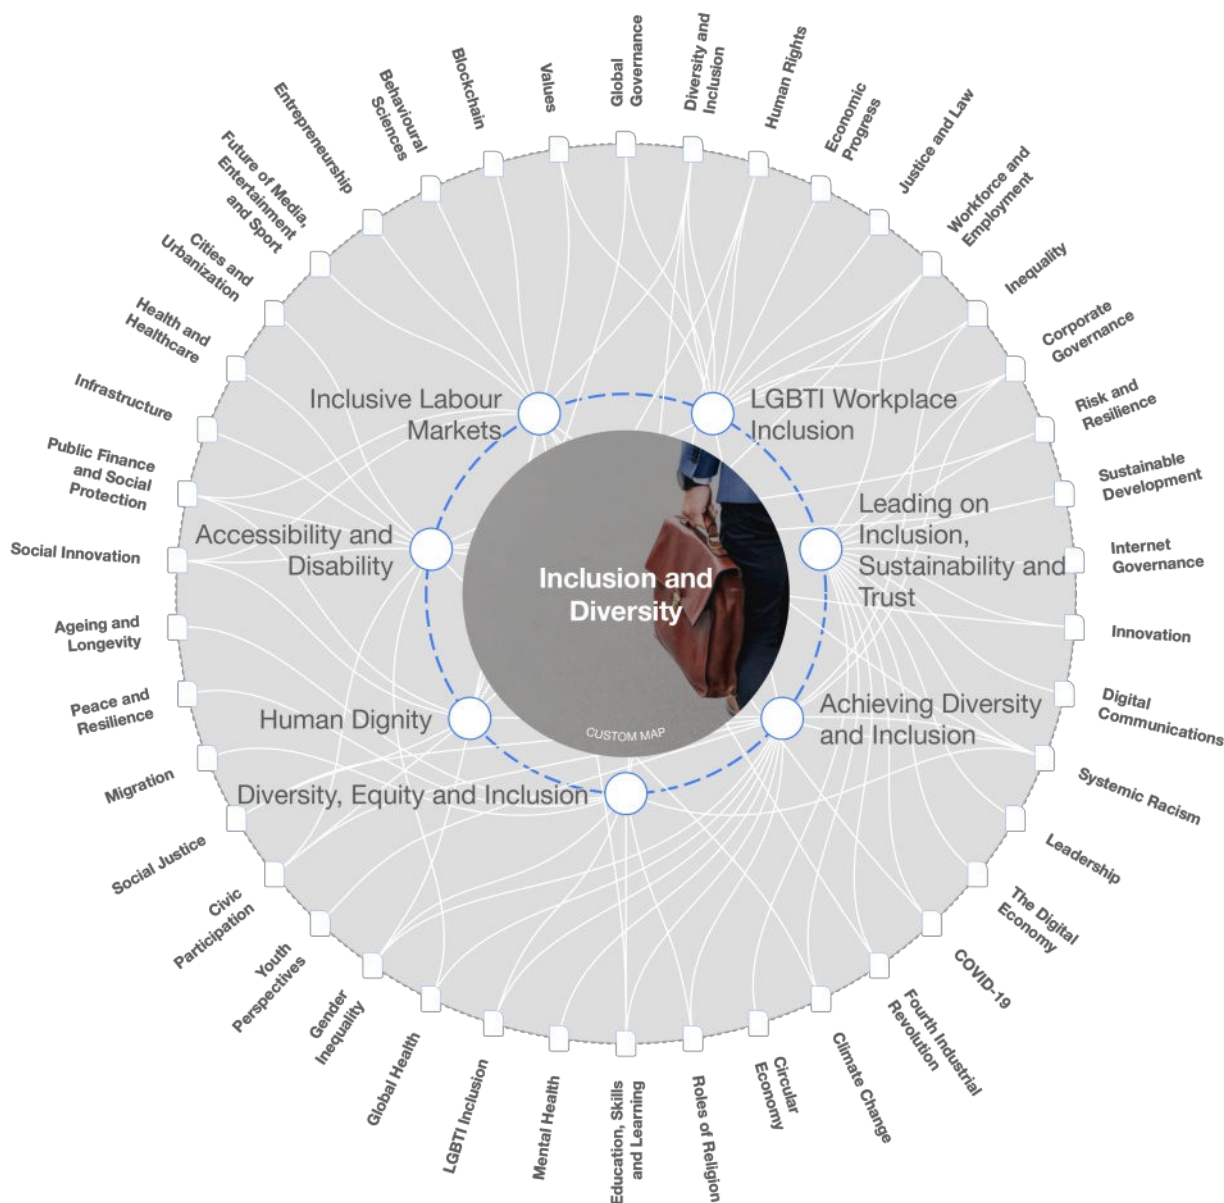 Global
Governance
Diversity and
Inclusion
Human Rights
Economic
Progress
Justice and Law
Workforce and
Employment
Inequality
Corporate
Governance
Risk and
Resilience
Sustainable
Development
Internet
Governance
Innovation
Digital
Communications
Systemic Racism
Leadership
The Digital
Economy
COVID-19
Fourth Industrial
Revolution
Climate Change
Circular
Economy
Roles of Religion
Education, Skills
and Learning
Mental Health
LGBTI Inclusion
Global Health
Gender
Inequality
Youth
Perspectives
Civic
Participation
Social Justice
Migration
Peace and
Resilience
Ageing and
Longevity
Social Innovation
Public Finance
and Social
Protection
Infrastructure
Health and
Healthcare
Cities and
Urbanization
Future of Media,
Entertainment
and Sport
Entrepreneurship
Behavioural
Sciences
Blockchain
Values
Inclusive Labour
Markets
LGBTI Workplace
Inclusion
Leading on
Inclusion,
Sustainability and
Trust
Achieving Diversity
and Inclusion
Diversity, Equity and Inclusion
Human Dignity
Accessibility and
Disability
Inclusion and
Diversity
CUSTOM MAP